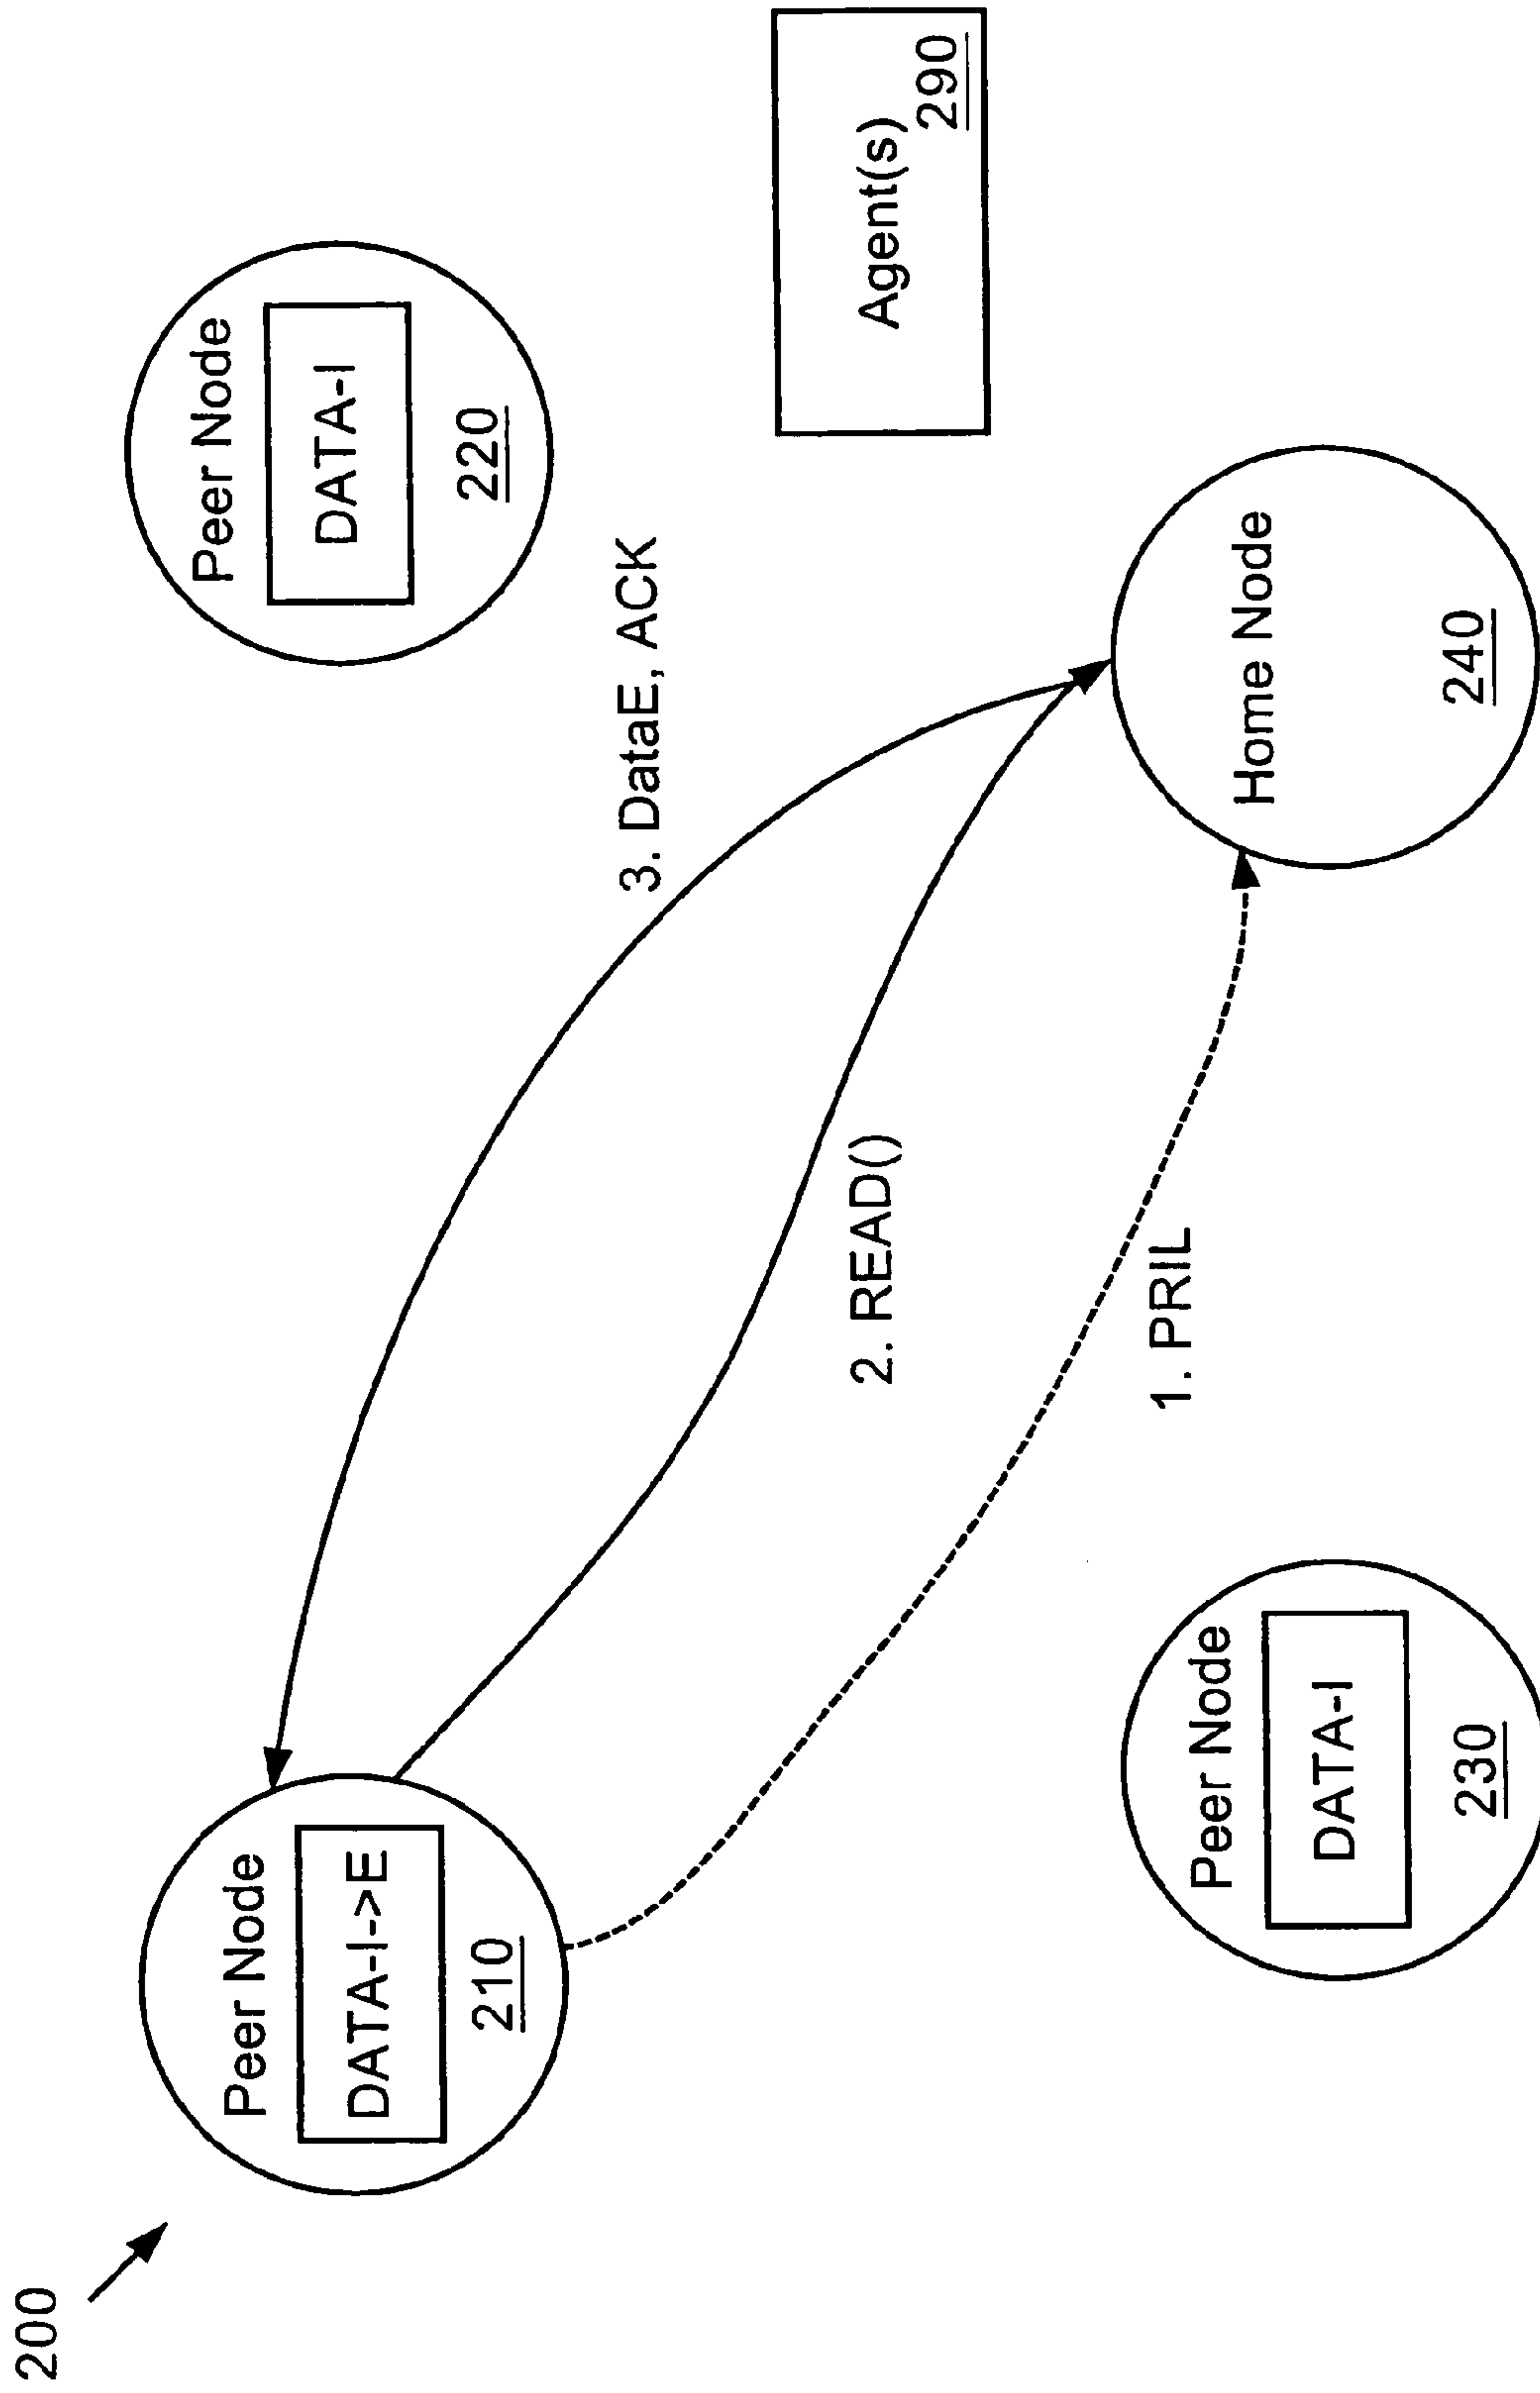 200
Peer Node
DATA-I->E
210
Peer Node
DATA-I
220
3. DataE, ACK
2. READ()
1. PRIL
Agent(s)
290
Peer Node
DATA-I
230
Home Node
240